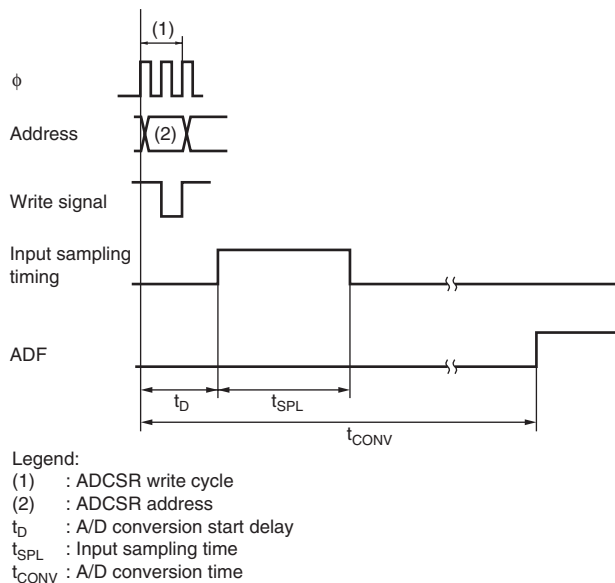 (1)
ϕ
Address
(2)
Write signal
Input sampling
timing
ADF
tD
tSPL
tCONV
Legend:
(1) : ADCSR write cycle
(2) : ADCSR address
tD : A/D conversion start delay
tSPL : Input sampling time
tCONV : A/D conversion time